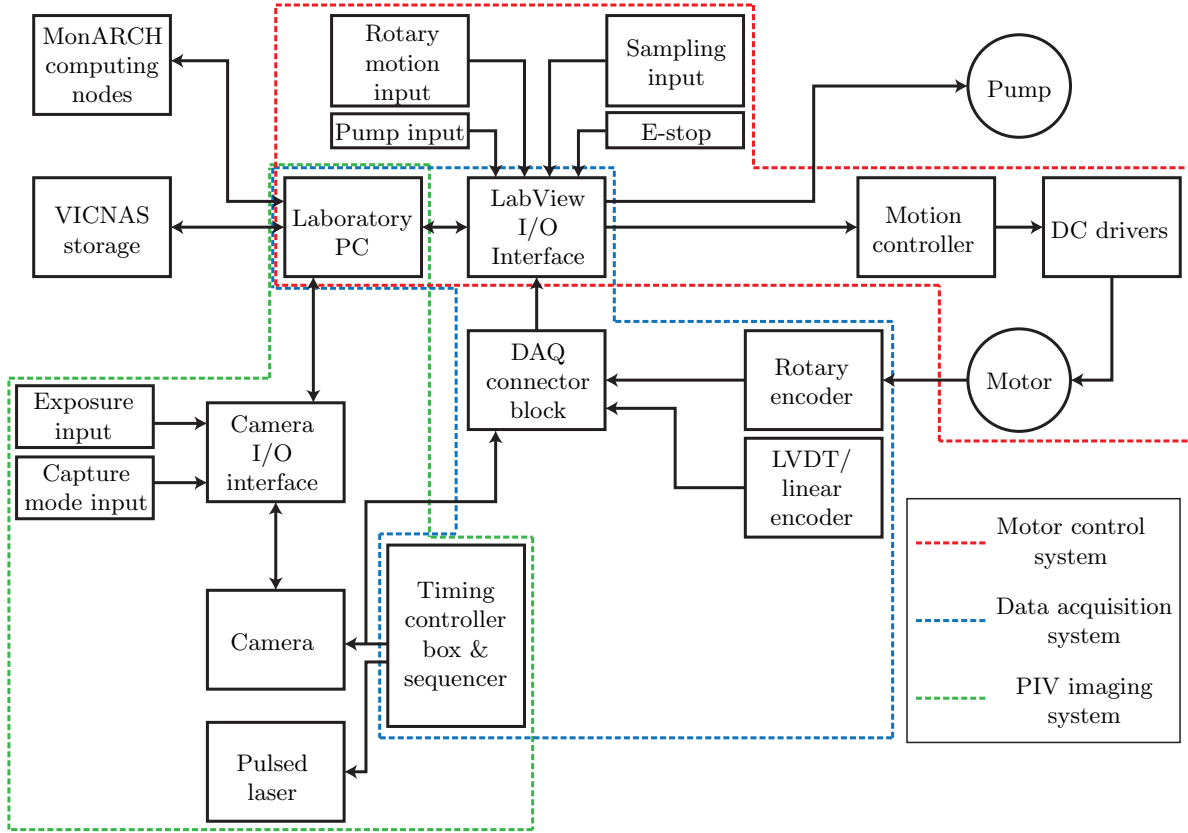 MonARCH
computing
nodes
Rotary
motion
input
Sampling
input
Pump
Pump input
E-stop
VICNAS
storage
Laboratory
PC
LabView
I/O
Interface
Motion
controller
DC drivers
DAQ
connector
block
Rotary
encoder
Motor
Exposure
input
Camera
I/O
interface
Capture
mode input
LVDT/
linear
encoder
Timing
controller
box &
sequencer
Camera
Pulsed
laser
Motor control
system
Data acquisition
system
PIV imaging
system